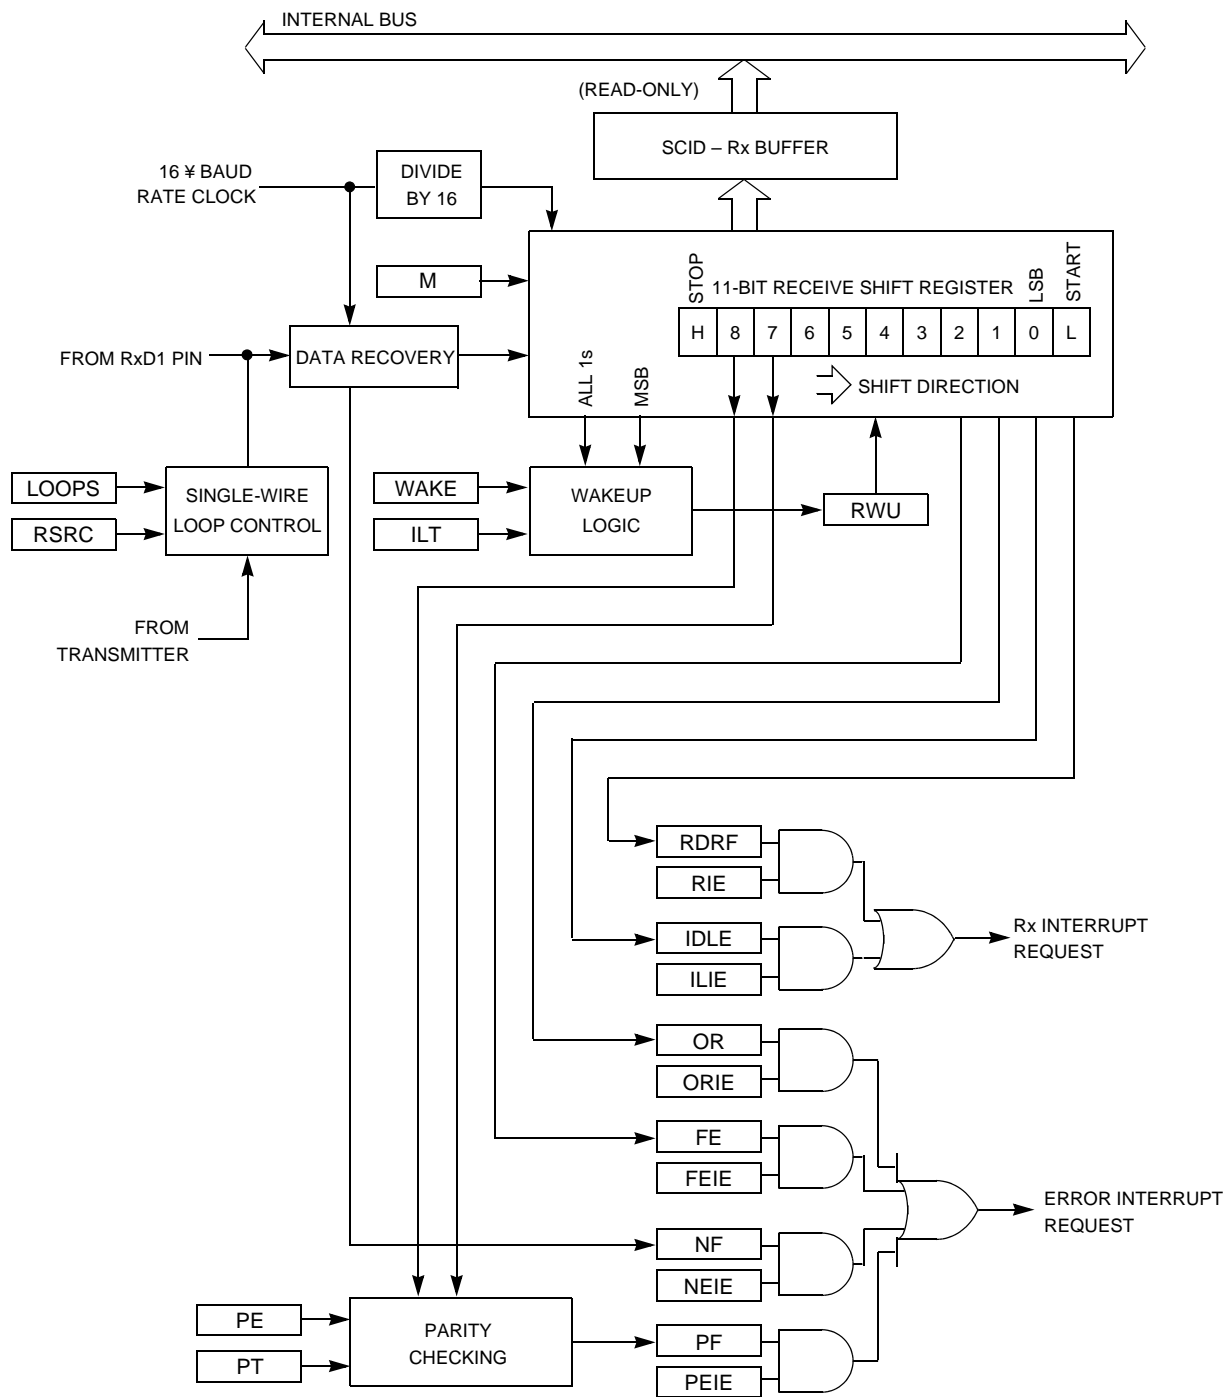 INTERNAL BUS
(READ-ONLY)
SCID – Rx BUFFER
16 ¥ BAUD
RATE CLOCK
DIVIDE
BY 16
M
STOP
11-BIT RECEIVE SHIFT REGISTER
LSB
START
H 8 7 6 5 4 3 2 1 0 L
FROM RxD1 PIN
DATA RECOVERY
ALL 1s
MSB
SHIFT DIRECTION
LOOPS
RSRC
SINGLE-WIRE
LOOP CONTROL
WAKE
ILT
WAKEUP
LOGIC
RWU
FROM
TRANSMITTER
RDRF
RIE
IDLE
ILIE
Rx INTERRUPT
REQUEST
OR
ORIE
FE
FEIE
ERROR INTERRUPT
REQUEST
NF
NEIE
PE
PT
PARITY
CHECKING
PF
PEIE